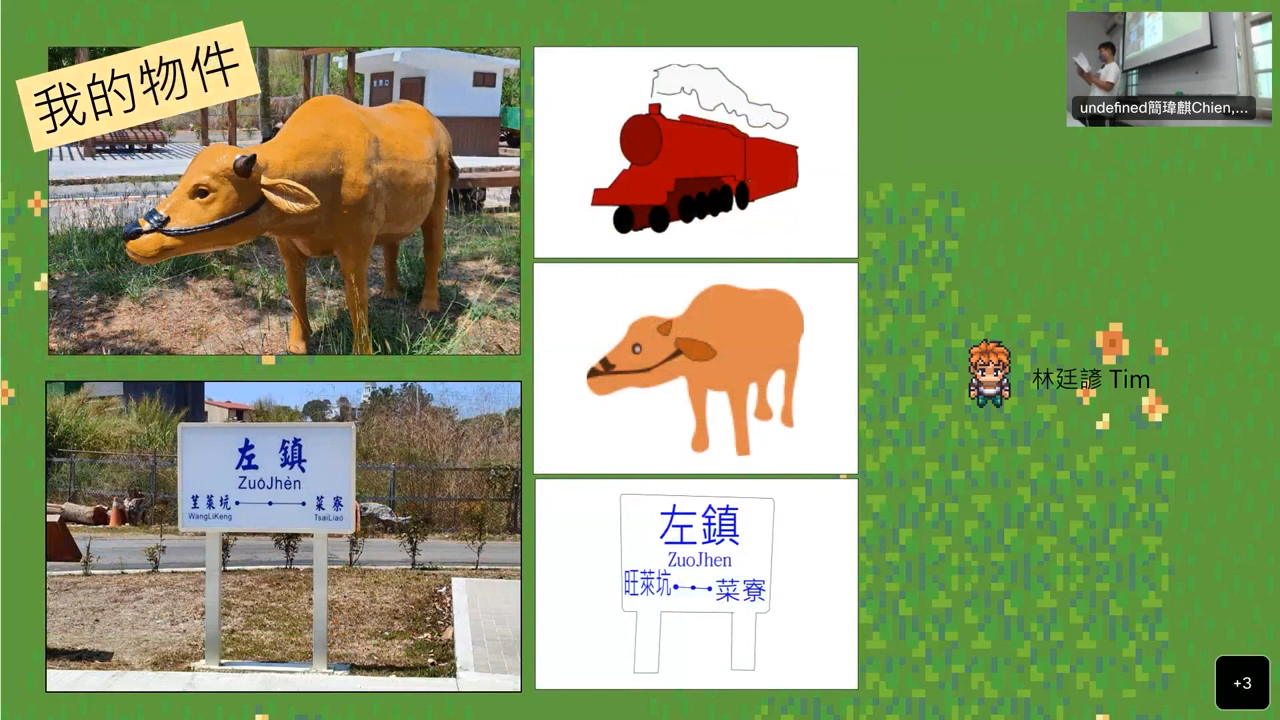 我的物件
undefined簡瑋麒Chien,...
左鎮
ZuǒJhèn
菜寮
WangLiKeng
TsaiLiao
左鎮
ZuoJhen
旺萊坑
菜寮
林廷諺 Tim
+3